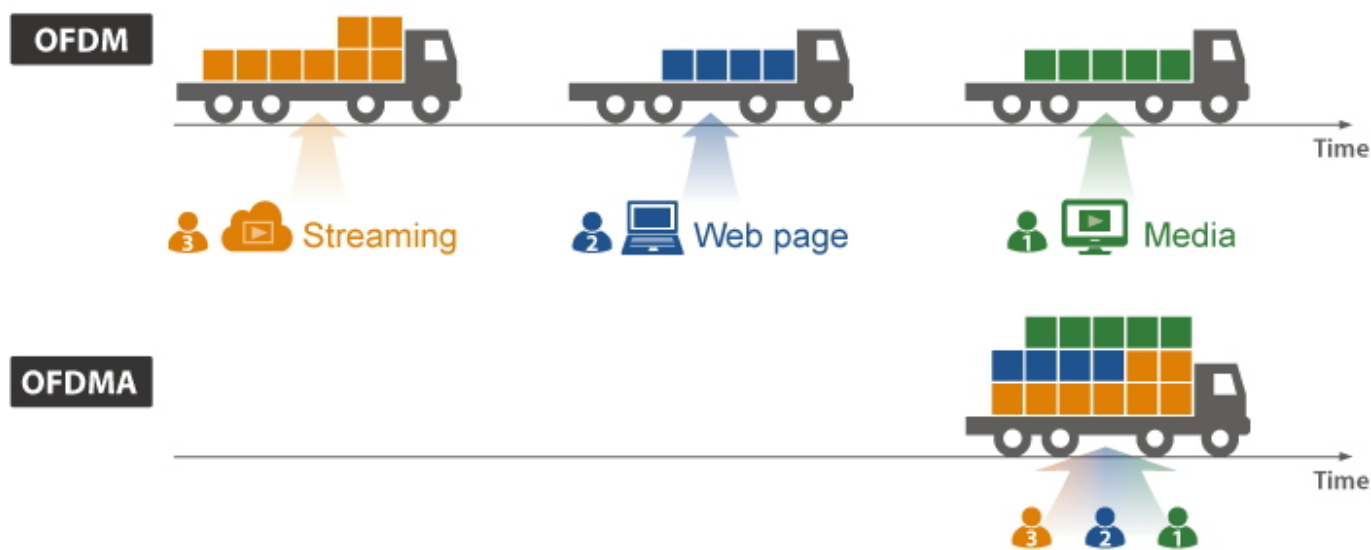 OFDM
Time
3 Streaming
2 Web page
1 Media
OFDMA
Time
3 2 1